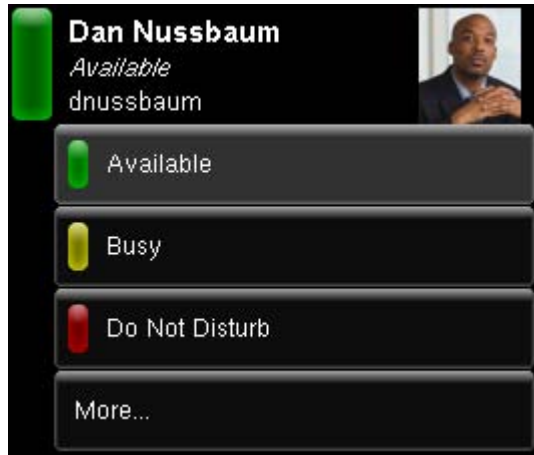 Dan Nussbaum
Available
dnussbaum
Available
Busy
Do Not Disturb
More...